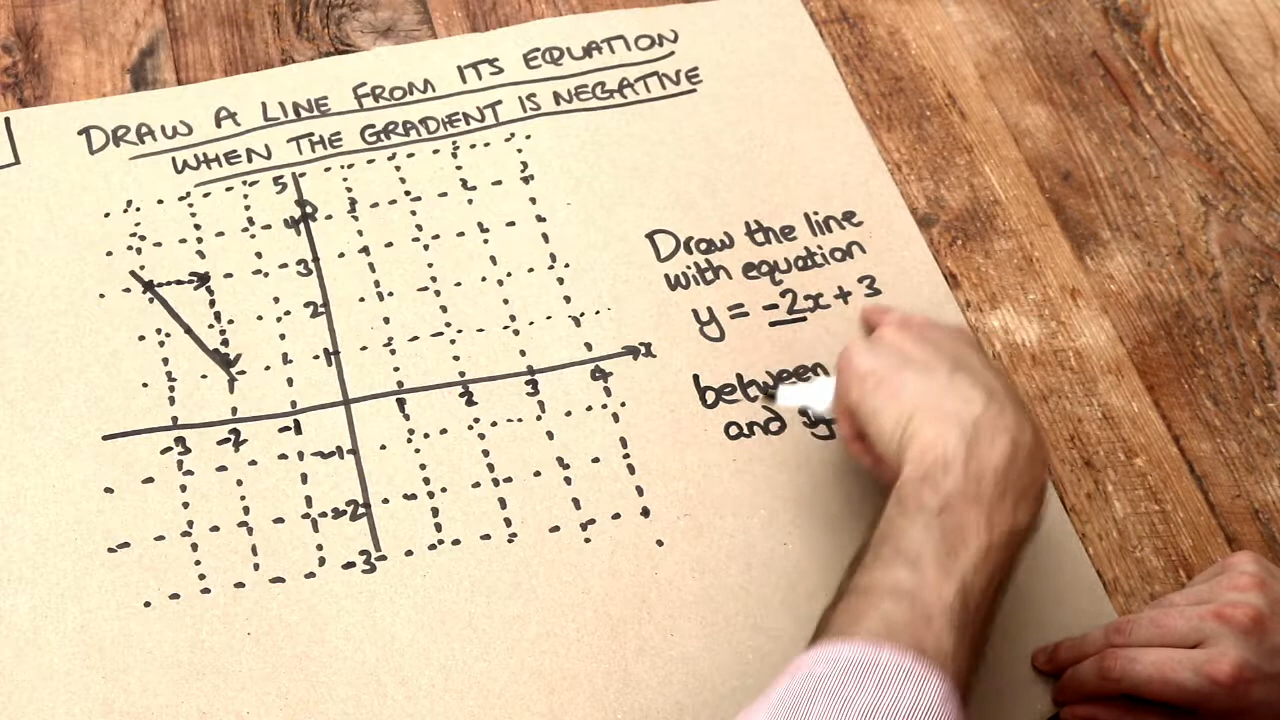 DRAW A LINE FROM ITS EQUATION
WHEN THE GRADIENT IS NEGATIVE
5
4
3
2
1
x
-3 -2 -1 1 2 3 4
-1
-2
-3
Draw the line
with equation
y = -2x + 3
between
and